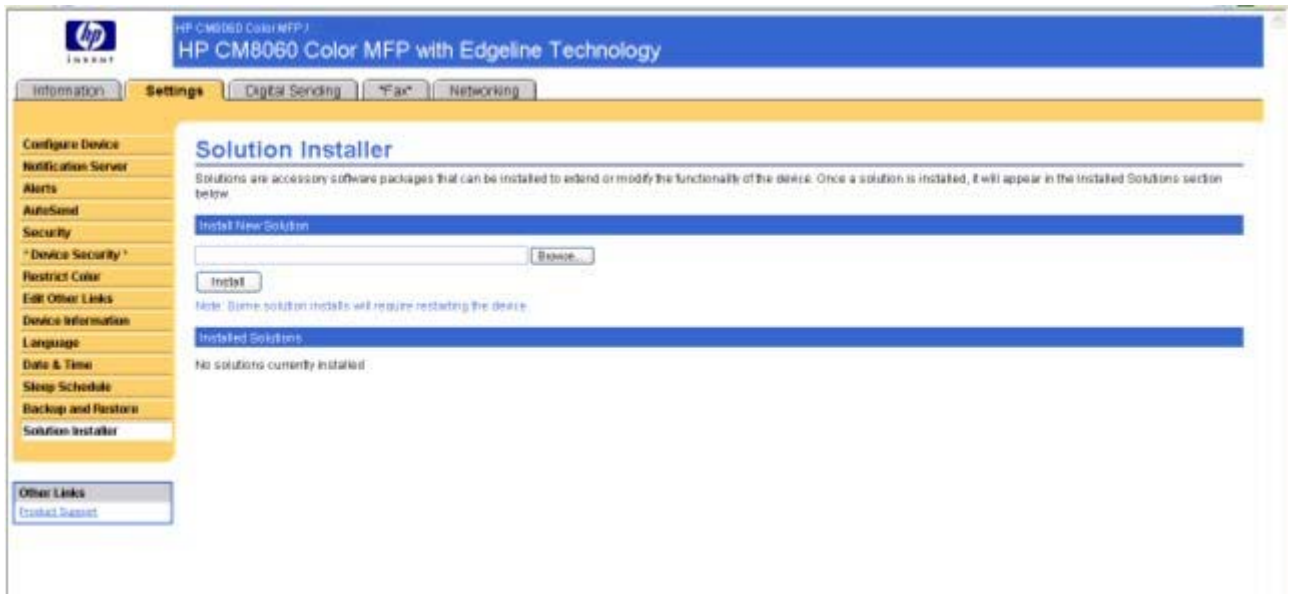 hp
invent
HP CM8060 Color MFP /
HP CM8060 Color MFP with Edgeline Technology
Information
Settings
Digital Sending
"Fax"
Networking
Configure Device
Notification Server
Alerts
AutoSend
Security
* Device Security *
Restrict Color
Edit Other Links
Device Information
Language
Date & Time
Sleep Schedule
Backup and Restore
Solution Installer
Other Links
Product Support
Solution Installer
Solutions are accessory software packages that can be installed to extend or modify the functionality of the device. Once a solution is installed, it will appear in the Installed Solutions section
below.
Install New Solution
Browse...
Install
Note: Some solution installs will require restarting the device.
Installed Solutions
No solutions currently installed